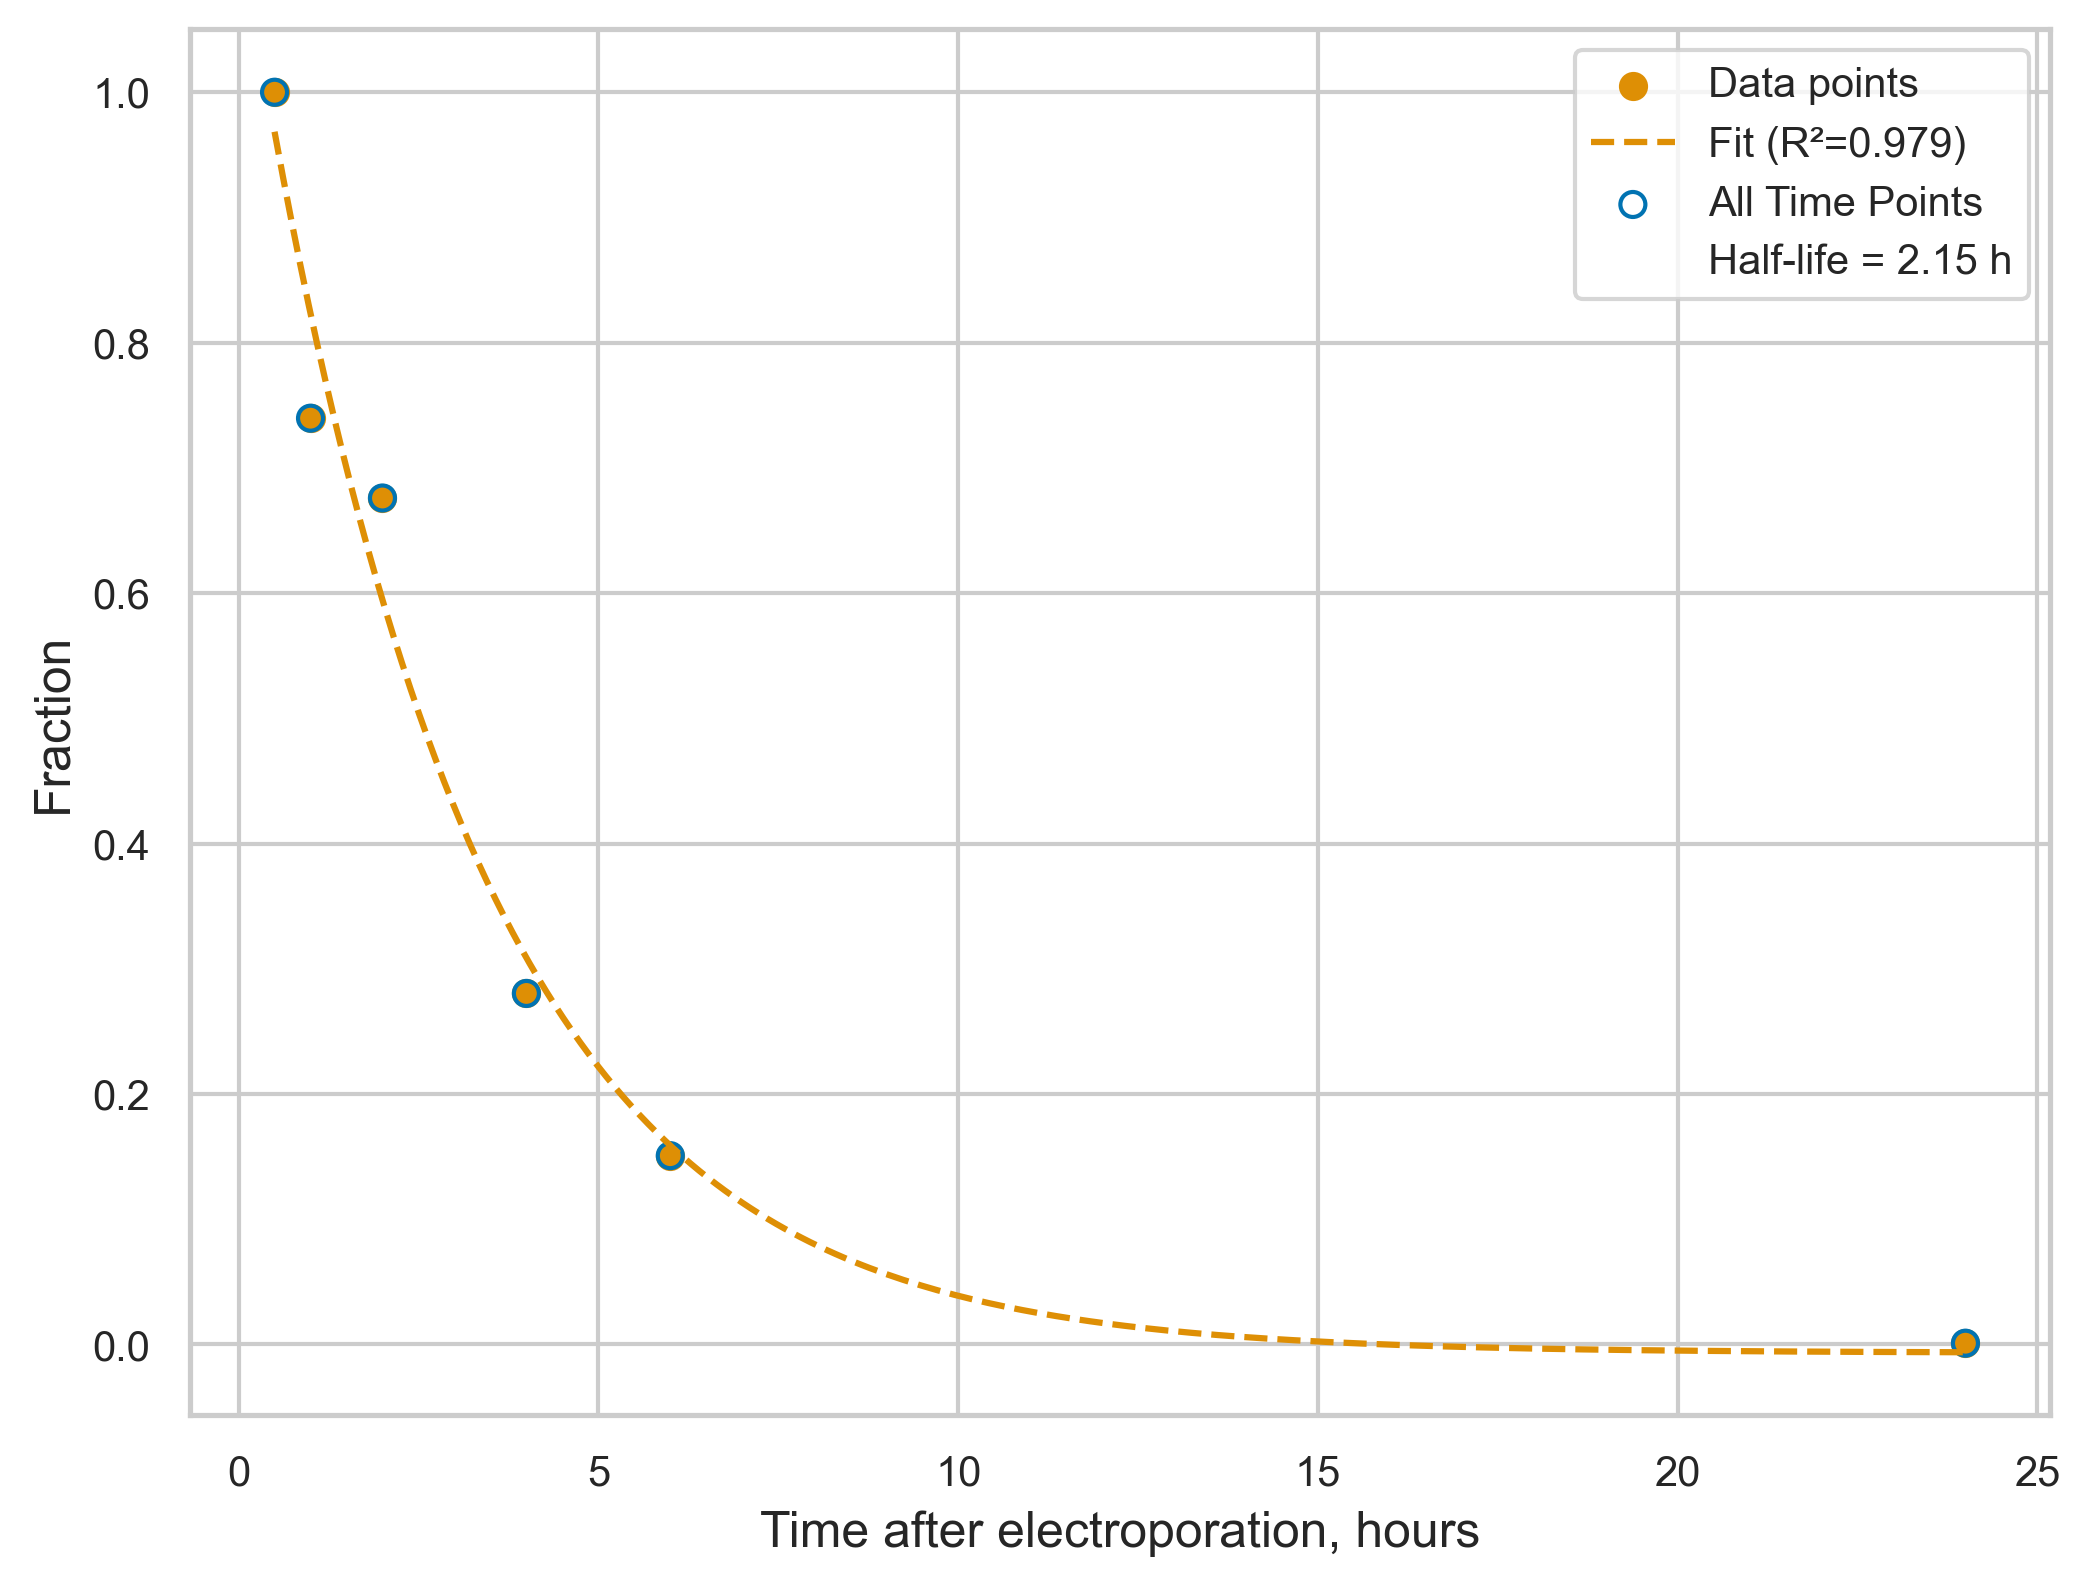 1.0
0.8
0.6
0.4
0.2
0.0
Fraction
0
5
10
15
20
25
Time after electroporation, hours
Data points
Fit (R²=0.979)
All Time Points
Half-life = 2.15 h